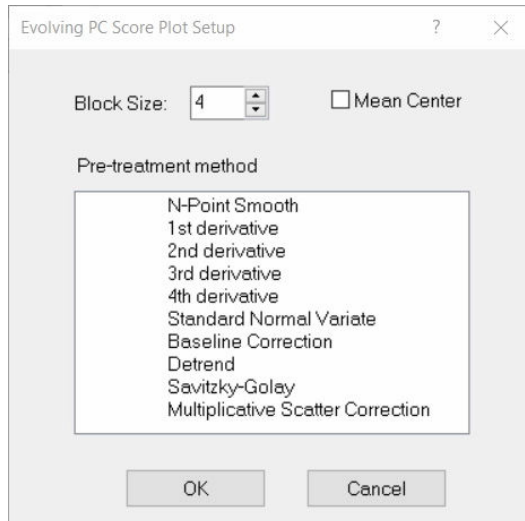 Evolving PC Score Plot Setup ?
Block Size: 4 Mean Center
Pre-treatment method
N-Point Smooth
1st derivative
2nd derivative
3rd derivative
4th derivative
Standard Normal Variate
Baseline Correction
Detrend
Savitzky-Golay
Multiplicative Scatter Correction
OK Cancel